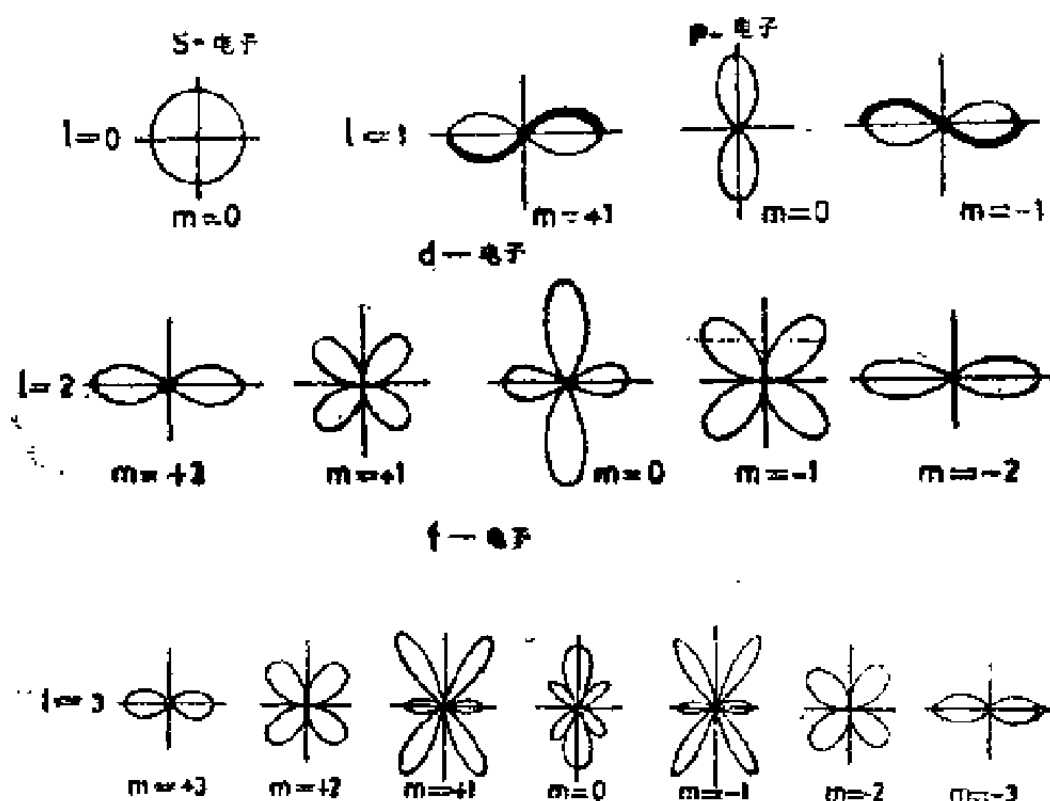 S- 电子 p- 电子
l=0 l=1
m=0 m=+1 m=0 m=-1
d — 电子
l=2
m=+2 m=+1 m=0 m=-1 m=-2
f — 电子
l=3
m=+3 m=+2 m=+1 m=0 m=-1 m=-2 m=-3